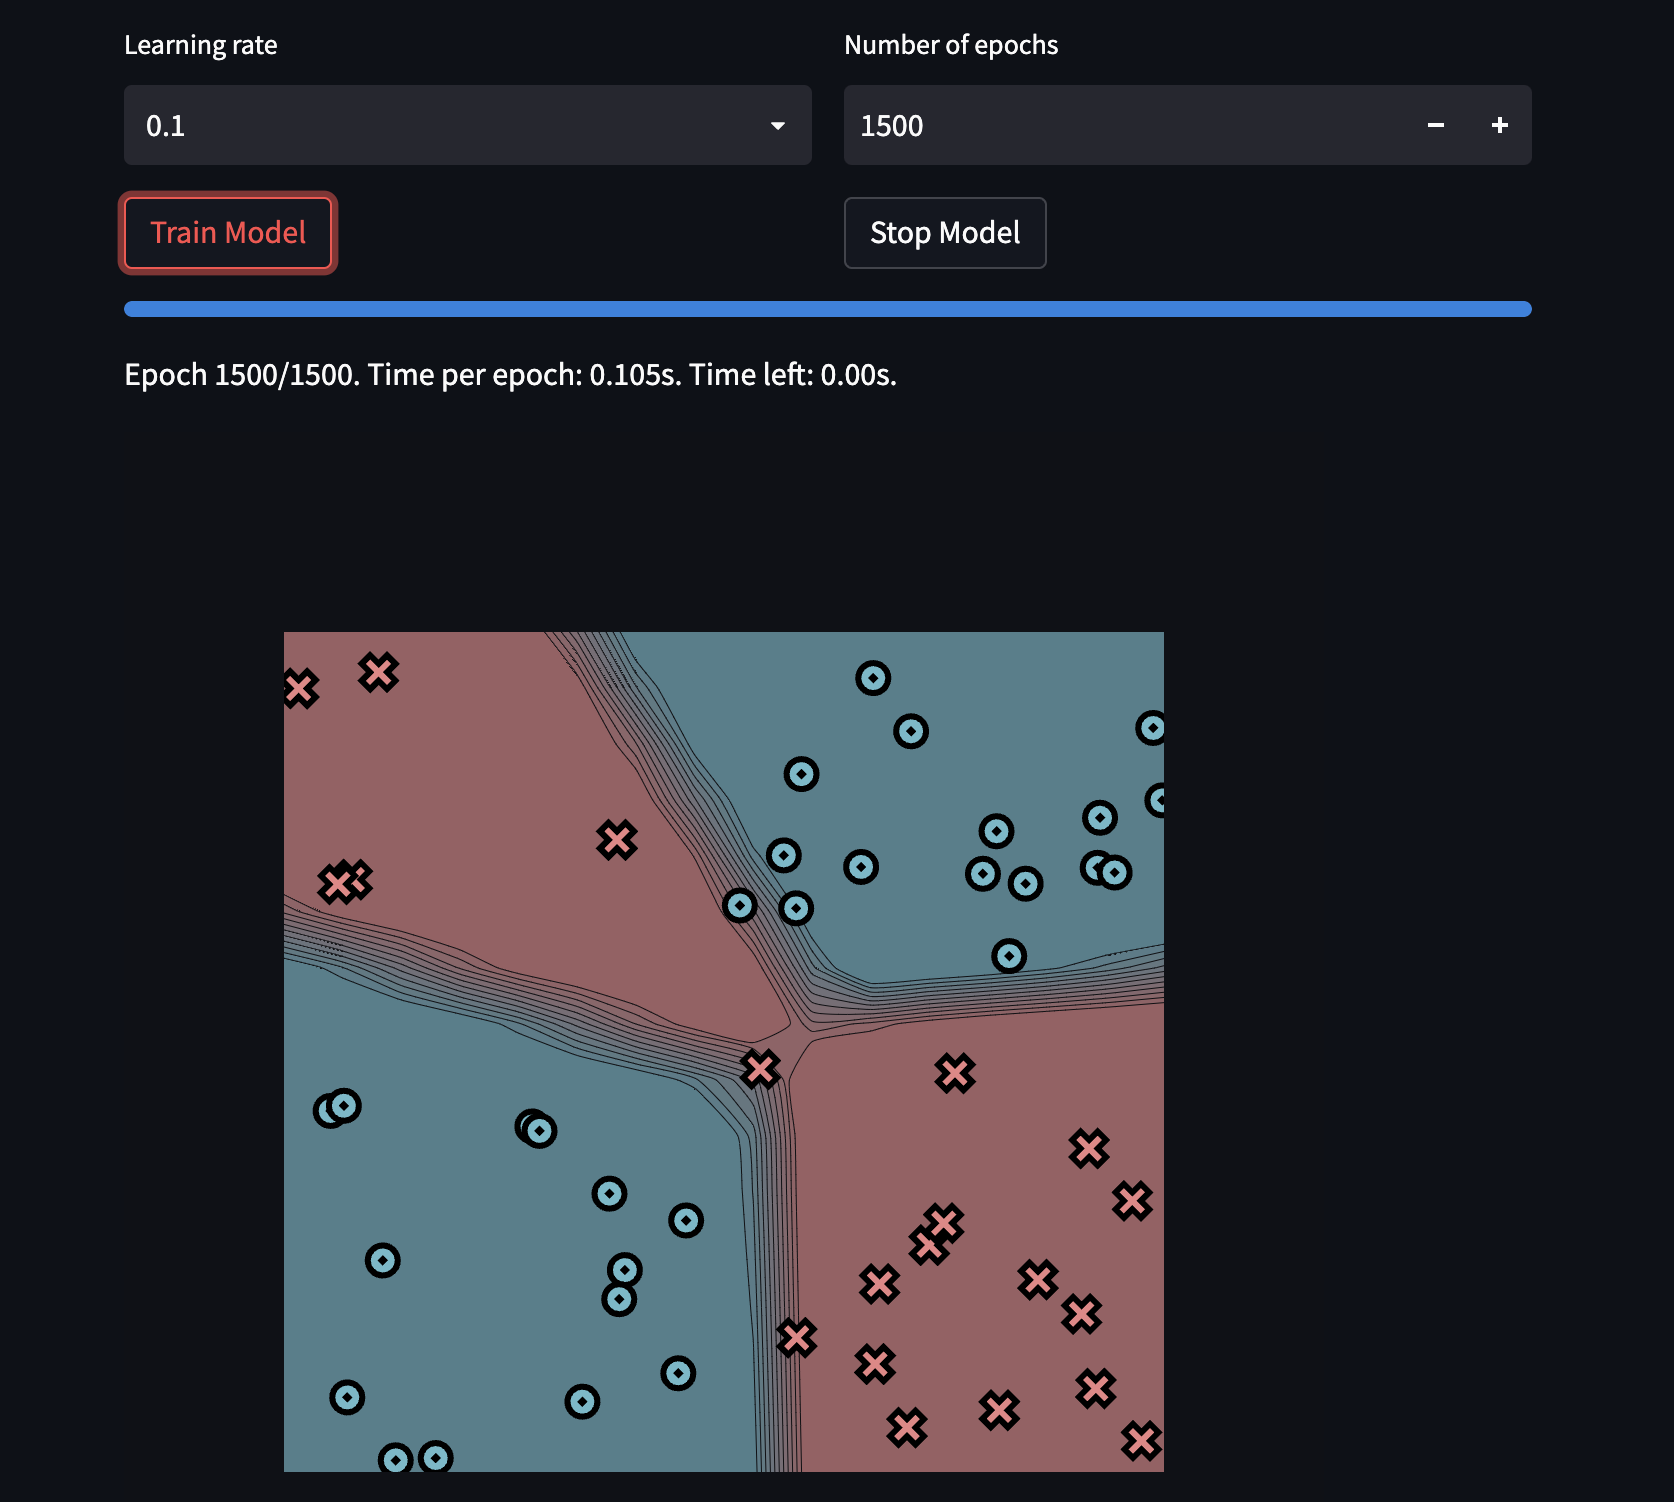 Learning rate
Number of epochs
0.1
1500
Train Model
Stop Model
Epoch 1500/1500. Time per epoch: 0.105s. Time left: 0.00s.